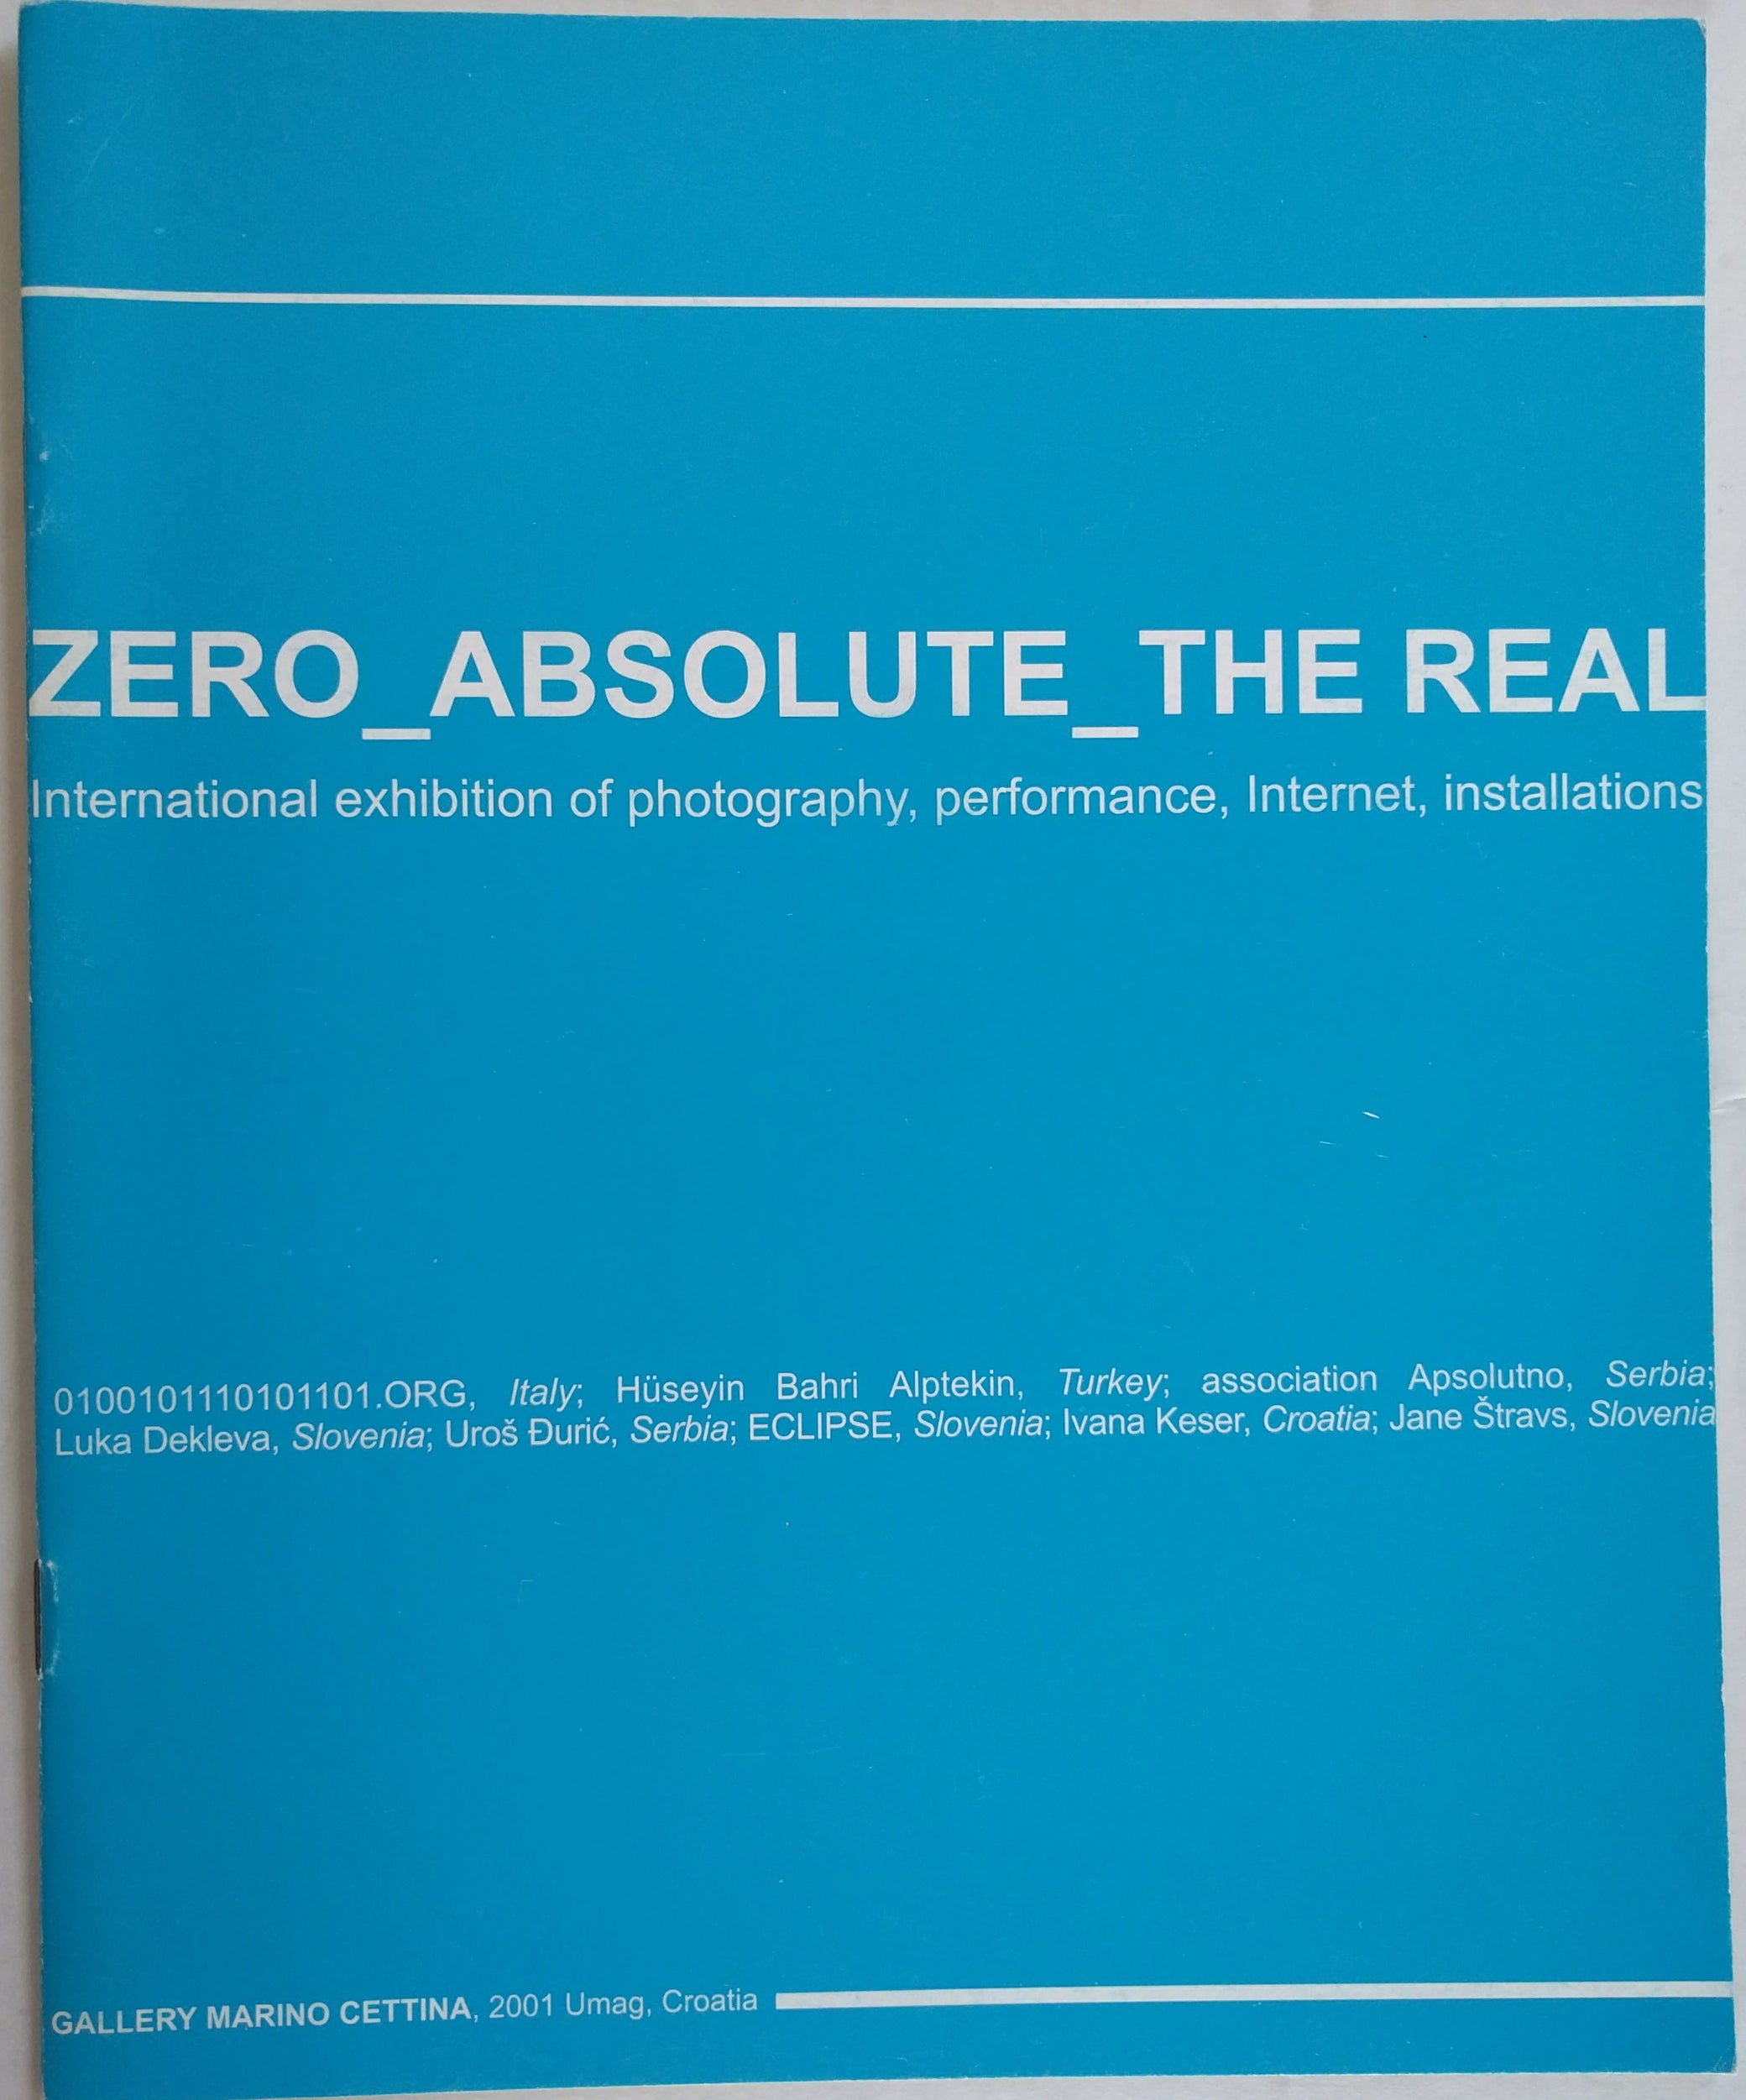 ZERO_ABSOLUTE_THE REAL
International exhibition of photography, performance, Internet, installations
0100101110101101.ORG, Italy; Hüseyin Bahri Alptekin, Turkey; association Apsolutno, Serbia;
Luka Dekleva, Slovenia; Uroš Đurić, Serbia; ECLIPSE, Slovenia; Ivana Keser, Croatia; Jane Štravs, Slovenia
GALLERY MARINO CETTINA, 2001 Umag, Croatia